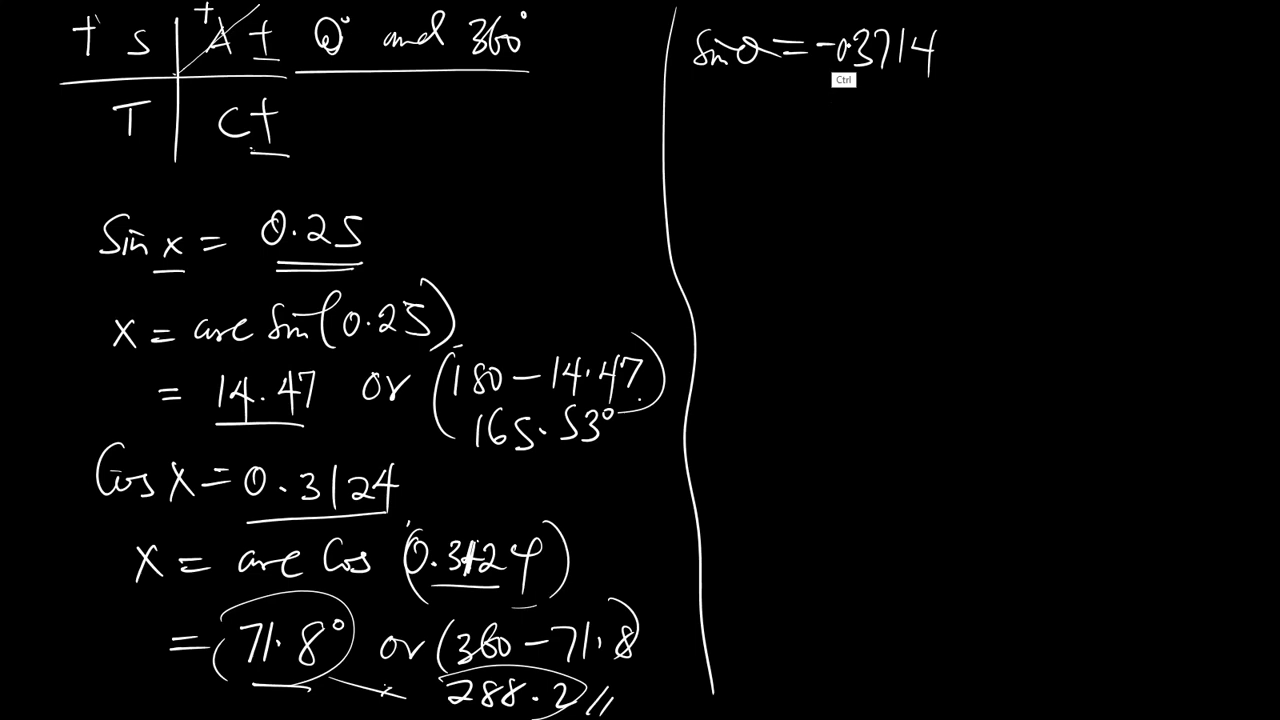 + S + A + 0° and 360°
T C +
Sin x = 0.25
x = arc Sin (0.25)
= 14.47 or (180 - 14.47)
165.53°
Cos x = 0.3124
x = arc Cos (0.3124)
= 71.8° or (360 - 71.8)
288.2 //
sin θ = -0.3714
Ctrl